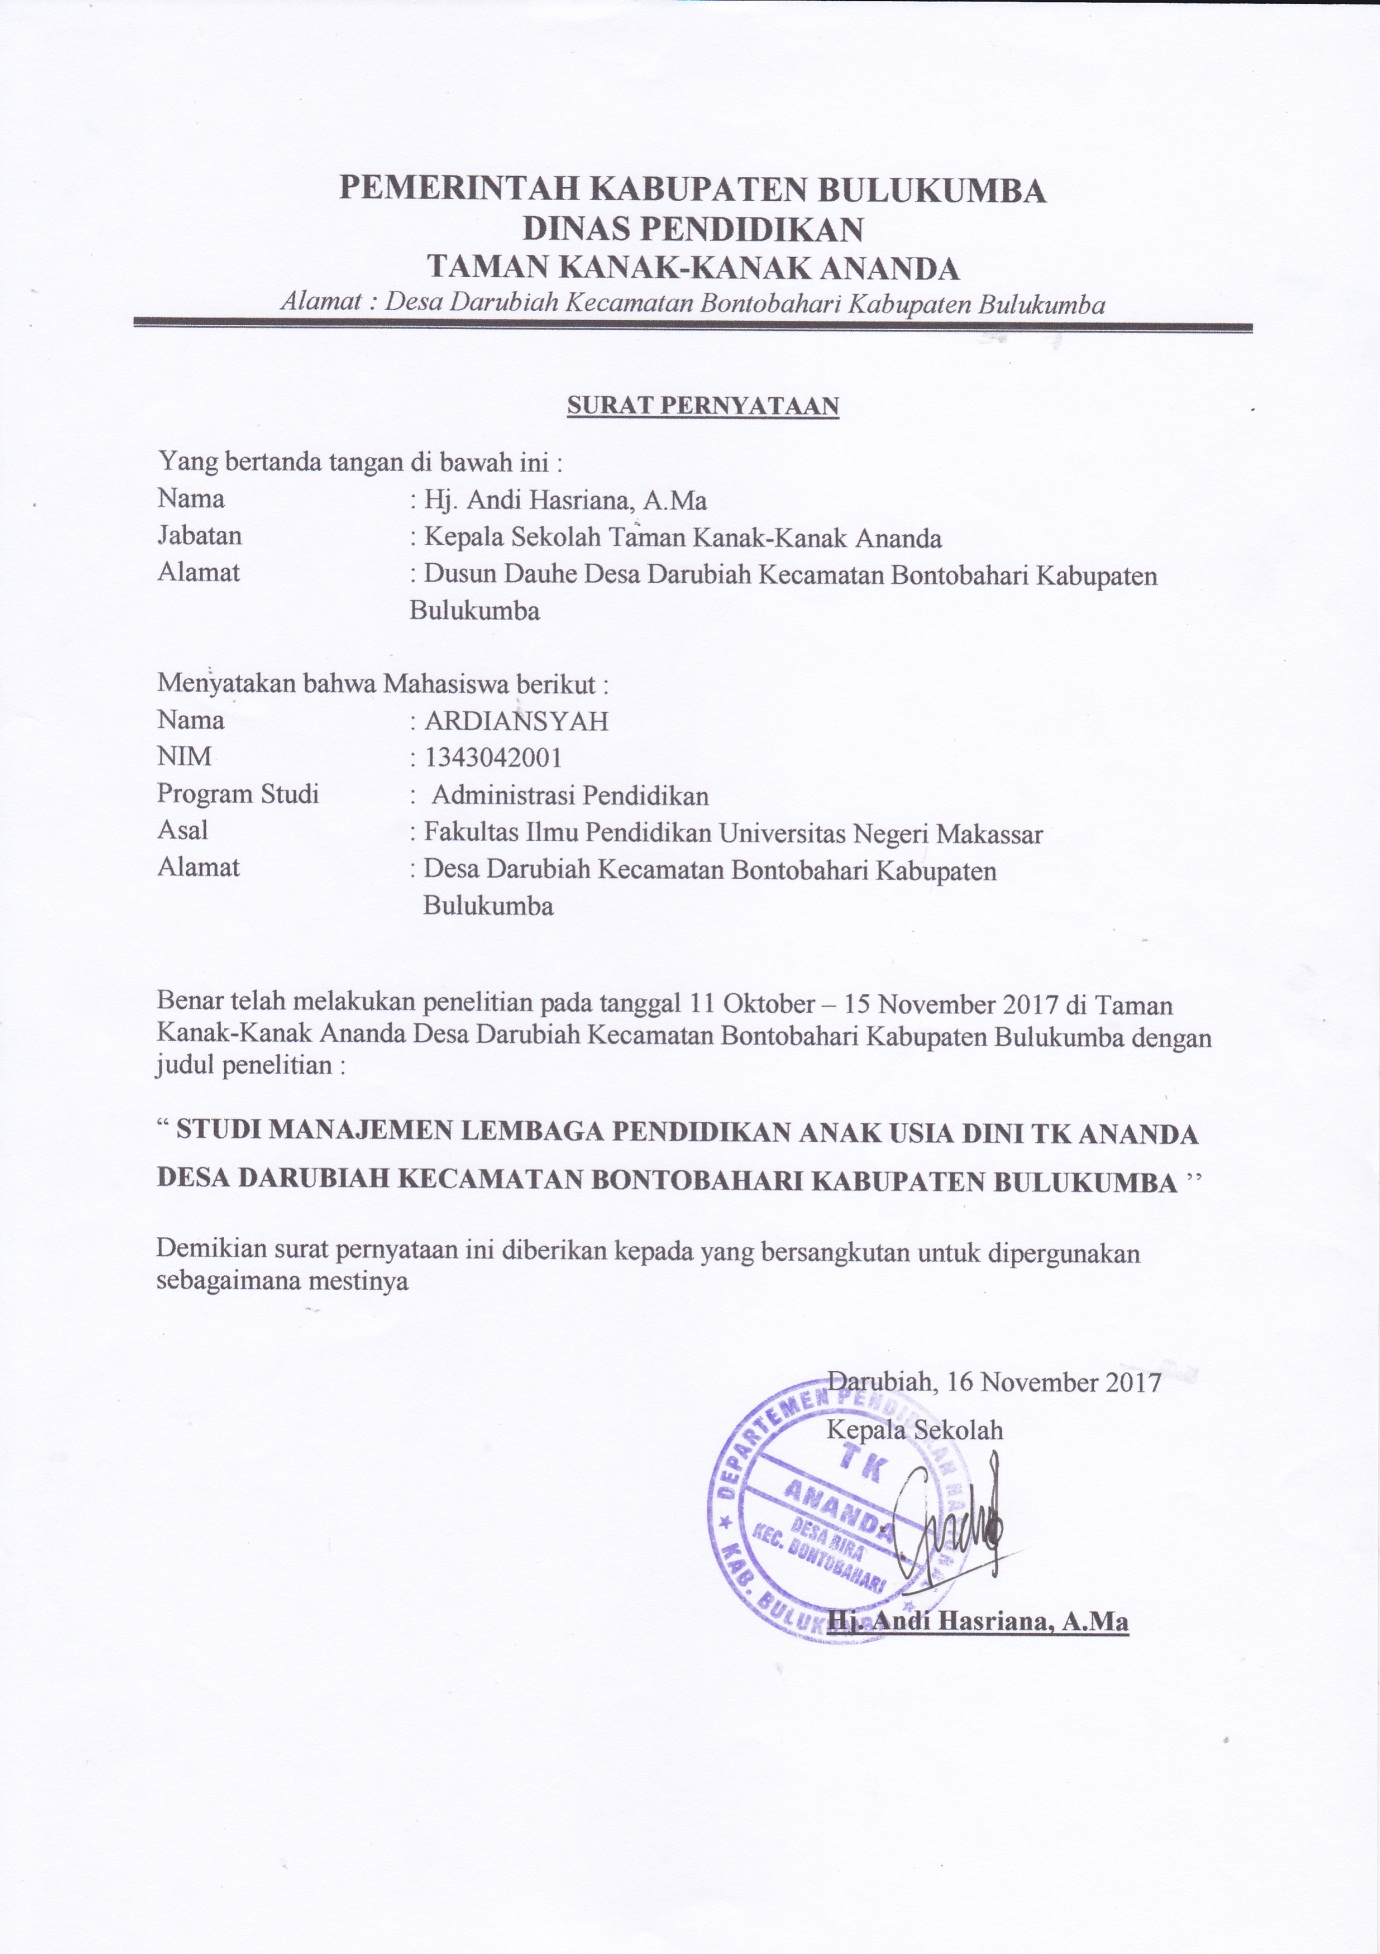 PEMERINTAH KABUPATEN BULUKUMBA
DINAS PENDIDIKAN
TAMAN KANAK-KANAK ANANDA
Alamat : Desa Darubiah Kecamatan Bontobahari Kabupaten Bulukumba
SURAT PERNYATAAN
Yang bertanda tangan di bawah ini :
Nama : Hj. Andi Hasriana, A.Ma
Jabatan : Kepala Sekolah Taman Kanak-Kanak Ananda
Alamat : Dusun Dauhe Desa Darubiah Kecamatan Bontobahari Kabupaten
Bulukumba
Menyatakan bahwa Mahasiswa berikut :
Nama : ARDIANSYAH
NIM : 1343042001
Program Studi : Administrasi Pendidikan
Asal : Fakultas Ilmu Pendidikan Universitas Negeri Makassar
Alamat : Desa Darubiah Kecamatan Bontobahari Kabupaten
Bulukumba
Benar telah melakukan penelitian pada tanggal 11 Oktober – 15 November 2017 di Taman
Kanak-Kanak Ananda Desa Darubiah Kecamatan Bontobahari Kabupaten Bulukumba dengan
judul penelitian :
“ STUDI MANAJEMEN LEMBAGA PENDIDIKAN ANAK USIA DINI TK ANANDA
DESA DARUBIAH KECAMATAN BONTOBAHARI KABUPATEN BULUKUMBA ”
Demikian surat pernyataan ini diberikan kepada yang bersangkutan untuk dipergunakan
sebagaimana mestinya
Darubiah, 16 November 2017
Kepala Sekolah
DEPARTEMEN PENDIDIKAN NASIONAL
TK
ANANDA
DESA BIRA
KEC. BONTOBAHARI
KAB. BULUKUMBA
Hj. Andi Hasriana, A.Ma